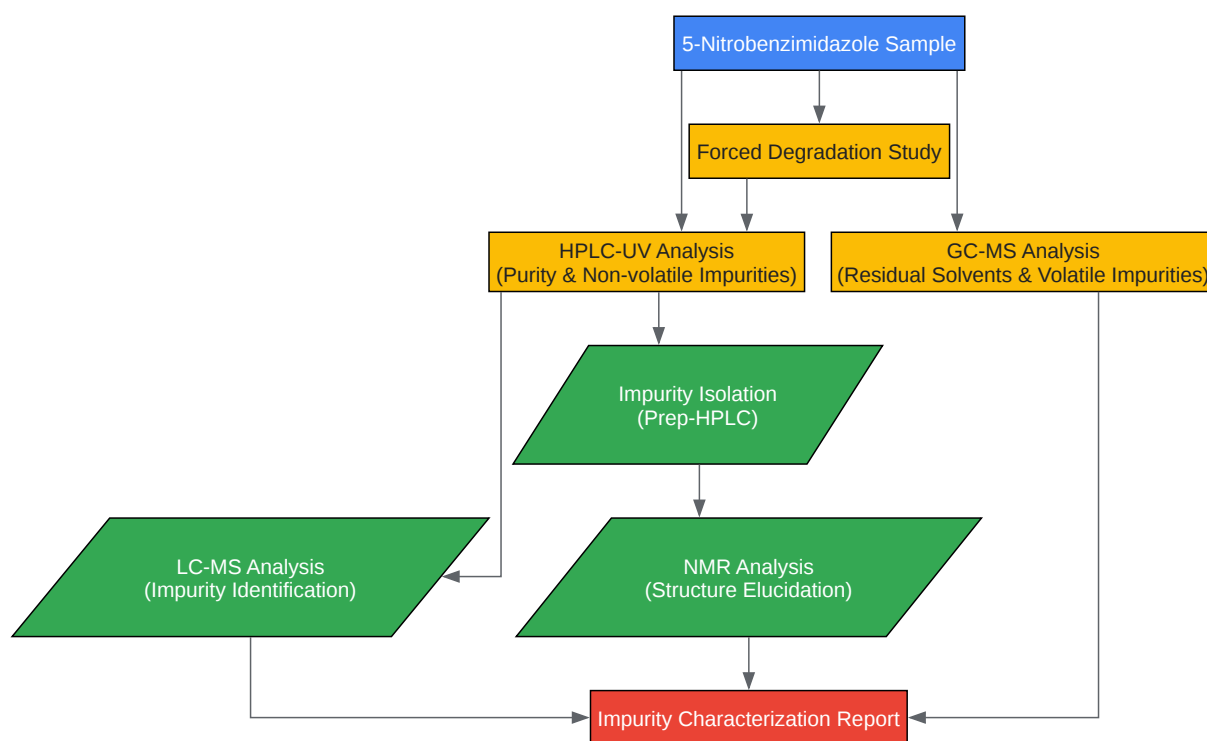 5-Nitrobenzimidazole Sample
Forced Degradation Study
HPLC-UV Analysis
(Purity & Non-volatile Impurities)
GC-MS Analysis
(Residual Solvents & Volatile Impurities)
Impurity Isolation
(Prep-HPLC)
LC-MS Analysis
(Impurity Identification)
NMR Analysis
(Structure Elucidation)
Impurity Characterization Report